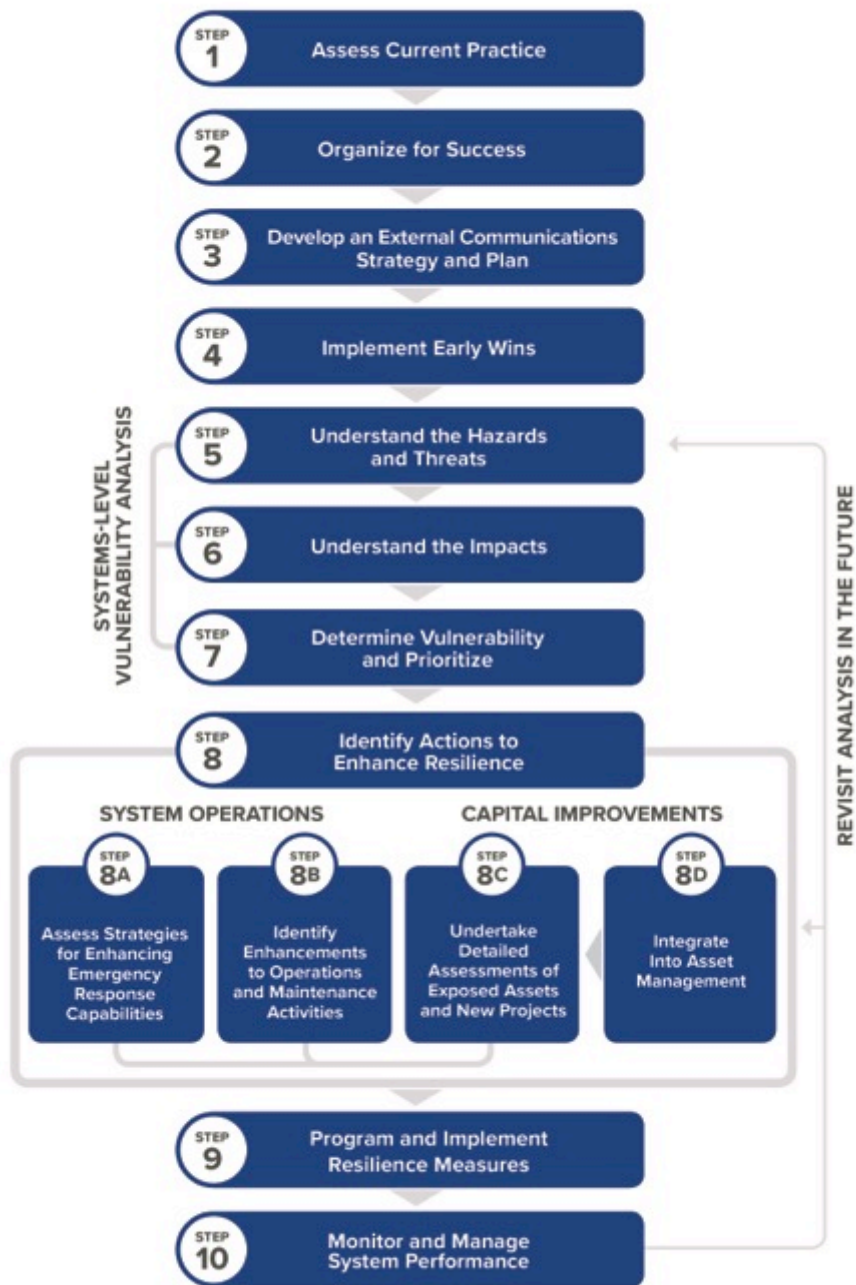 STEP
1
Assess Current Practice
STEP
2
Organize for Success
STEP
3
Develop an External Communications
Strategy and Plan
STEP
4
Implement Early Wins
SYSTEMS-LEVEL
VULNERABILITY ANALYSIS
STEP
5
Understand the Hazards
and Threats
STEP
6
Understand the Impacts
STEP
7
Determine Vulnerability
and Prioritize
REVISIT ANALYSIS IN THE FUTURE
STEP
8
Identify Actions to
Enhance Resilience
SYSTEM OPERATIONS
CAPITAL IMPROVEMENTS
STEP
8A
Assess Strategies
for Enhancing
Emergency
Response
Capabilities
STEP
8B
Identify
Enhancements
to Operations
and Maintenance
Activities
STEP
8C
Undertake
Detailed
Assessments of
Exposed Assets
and New Projects
STEP
8D
Integrate
Into Asset
Management
STEP
9
Program and Implement
Resilience Measures
STEP
10
Monitor and Manage
System Performance